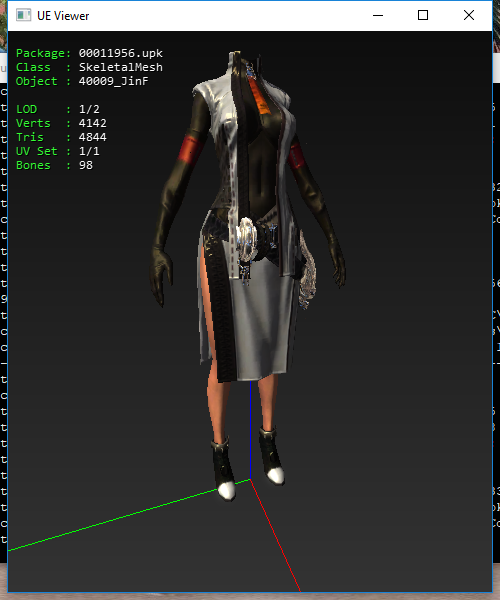 UE Viewer
Package: 00011956.upk
Class : SkeletalMesh
Object : 40009_JinF
LOD : 1/2
Verts : 4142
Tris : 4844
UV Set : 1/1
Bones : 98